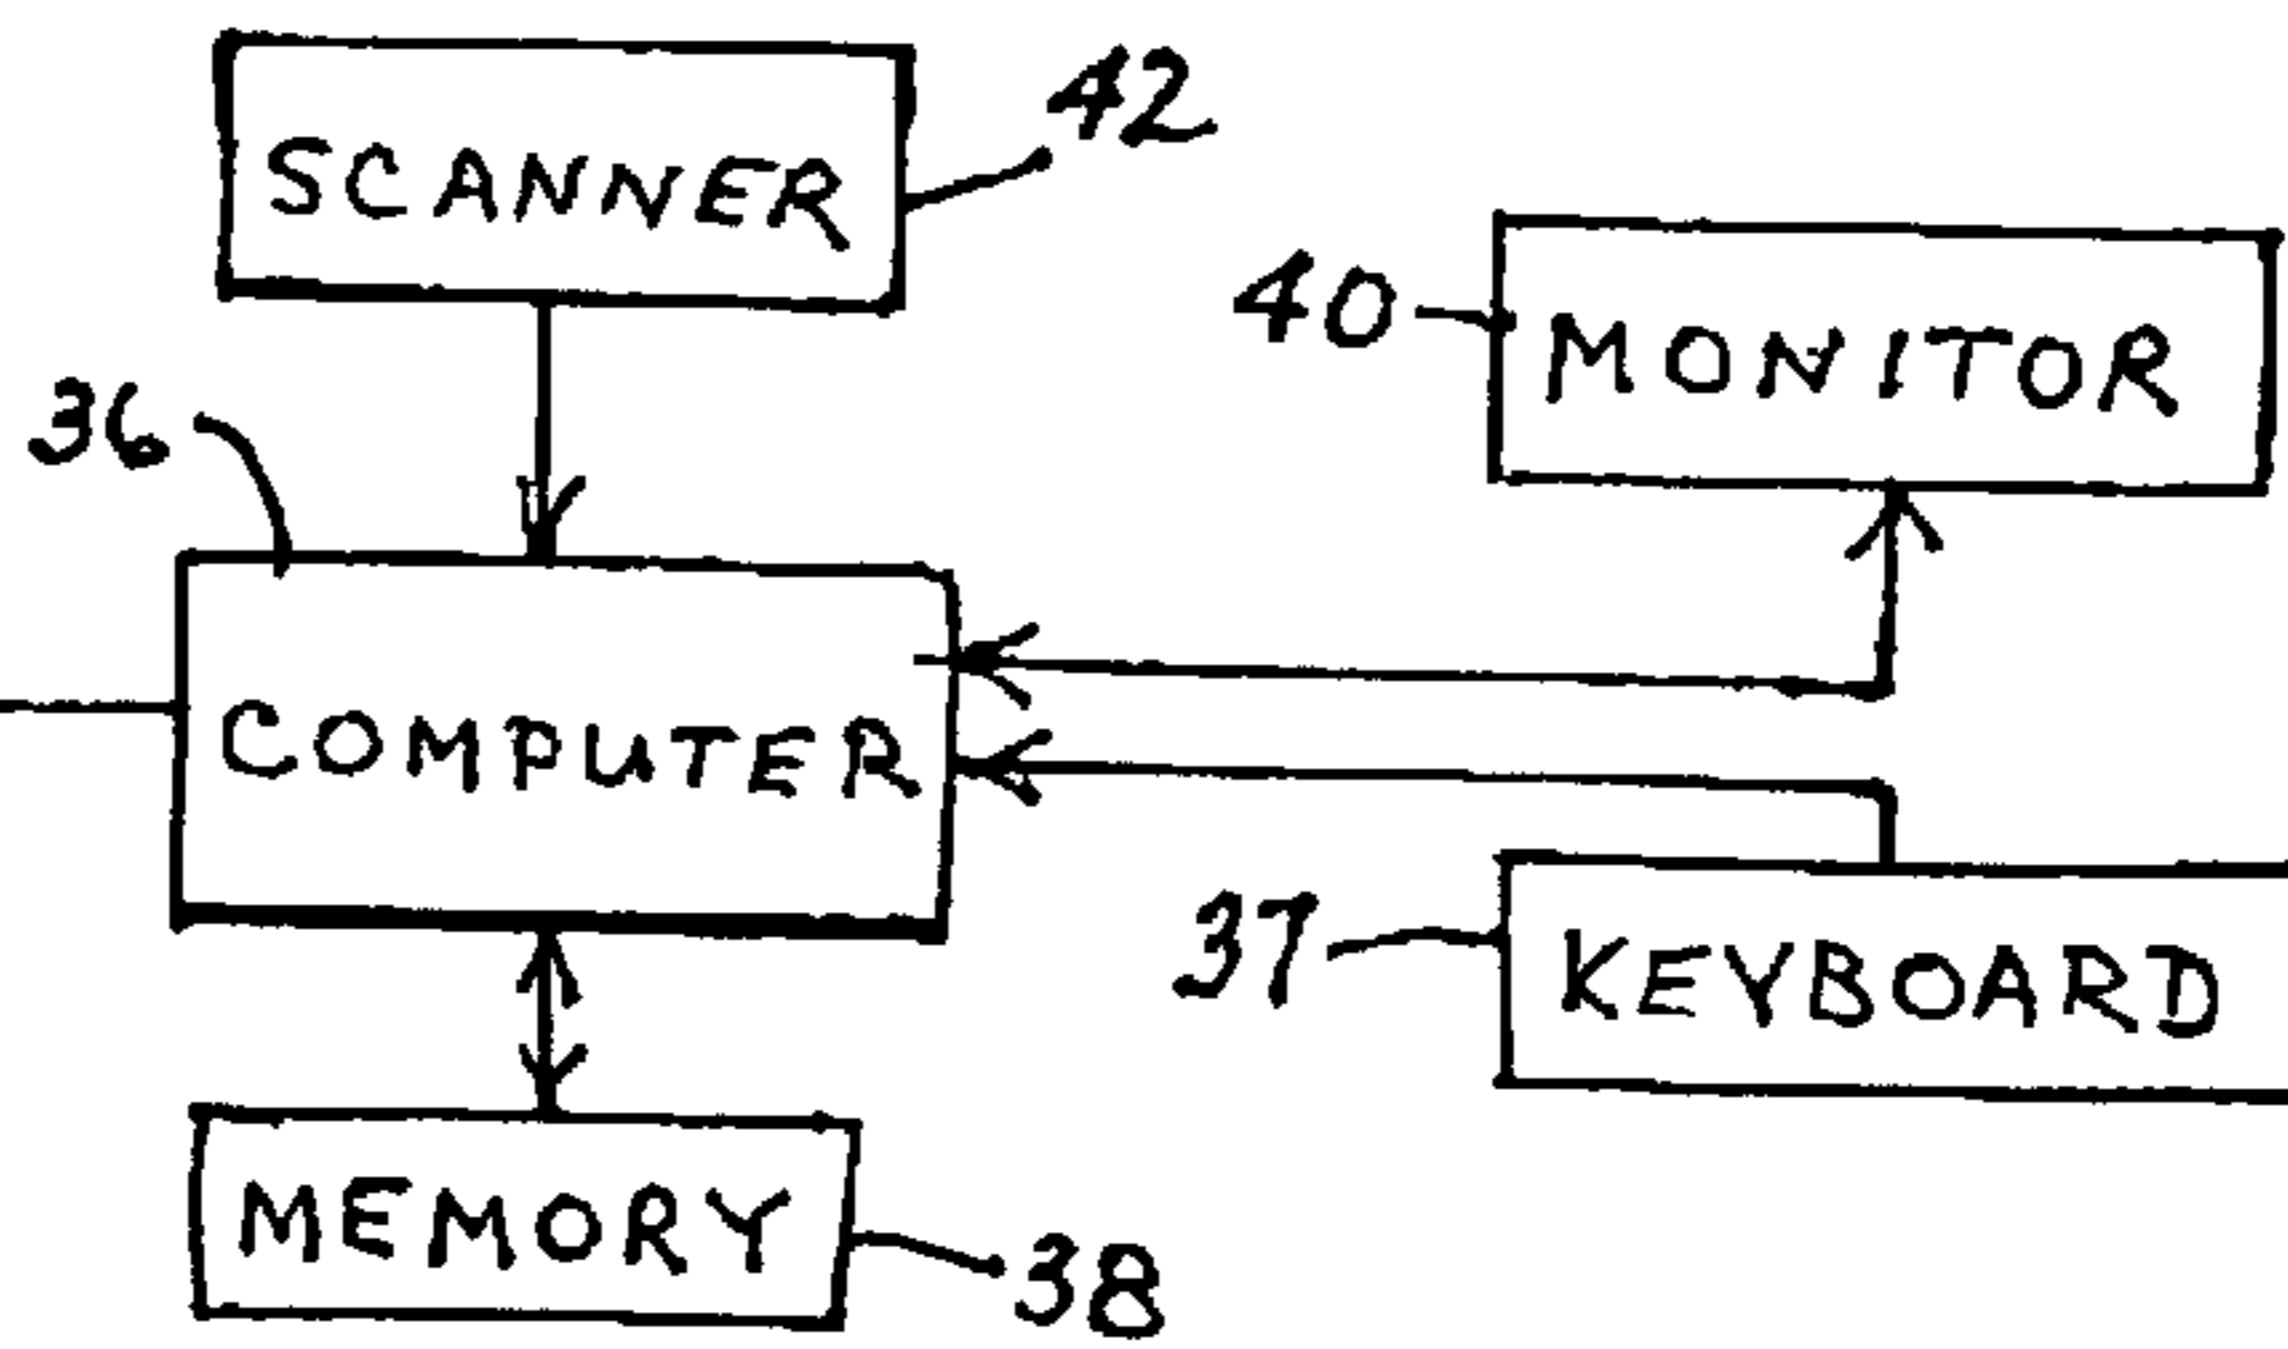 42
SCANNER
40
MONITOR
36
COMPUTER
37
KEYBOARD
MEMORY
38